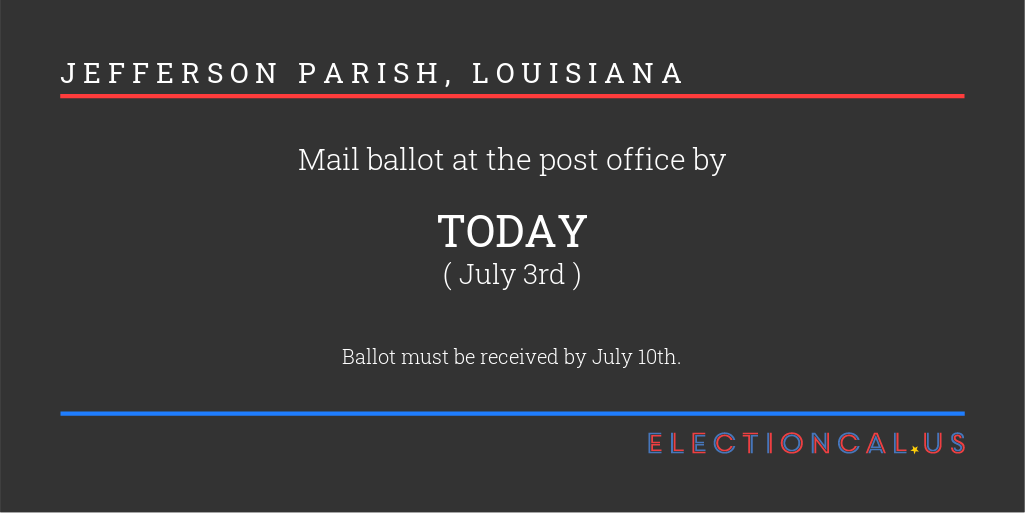 JEFFERSON PARISH, LOUISIANA
Mail ballot at the post office by
TODAY
( July 3rd )
Ballot must be received by July 10th.
ELECTIONCAL.US